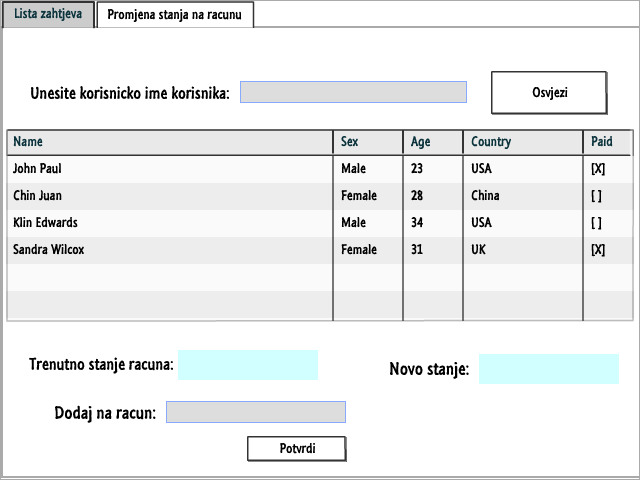 Lista zahtjeva Promjena stanja na racunu
Unesite korisnicko ime korisnika: Osvjezi
Name Sex Age Country Paid
John Paul Male 23 USA [X]
Chin Juan Female 28 China [ ]
Klin Edwards Male 34 USA [ ]
Sandra Wilcox Female 31 UK [X]
Trenutno stanje racuna: Novo stanje:
Dodaj na racun:
Potvrdi